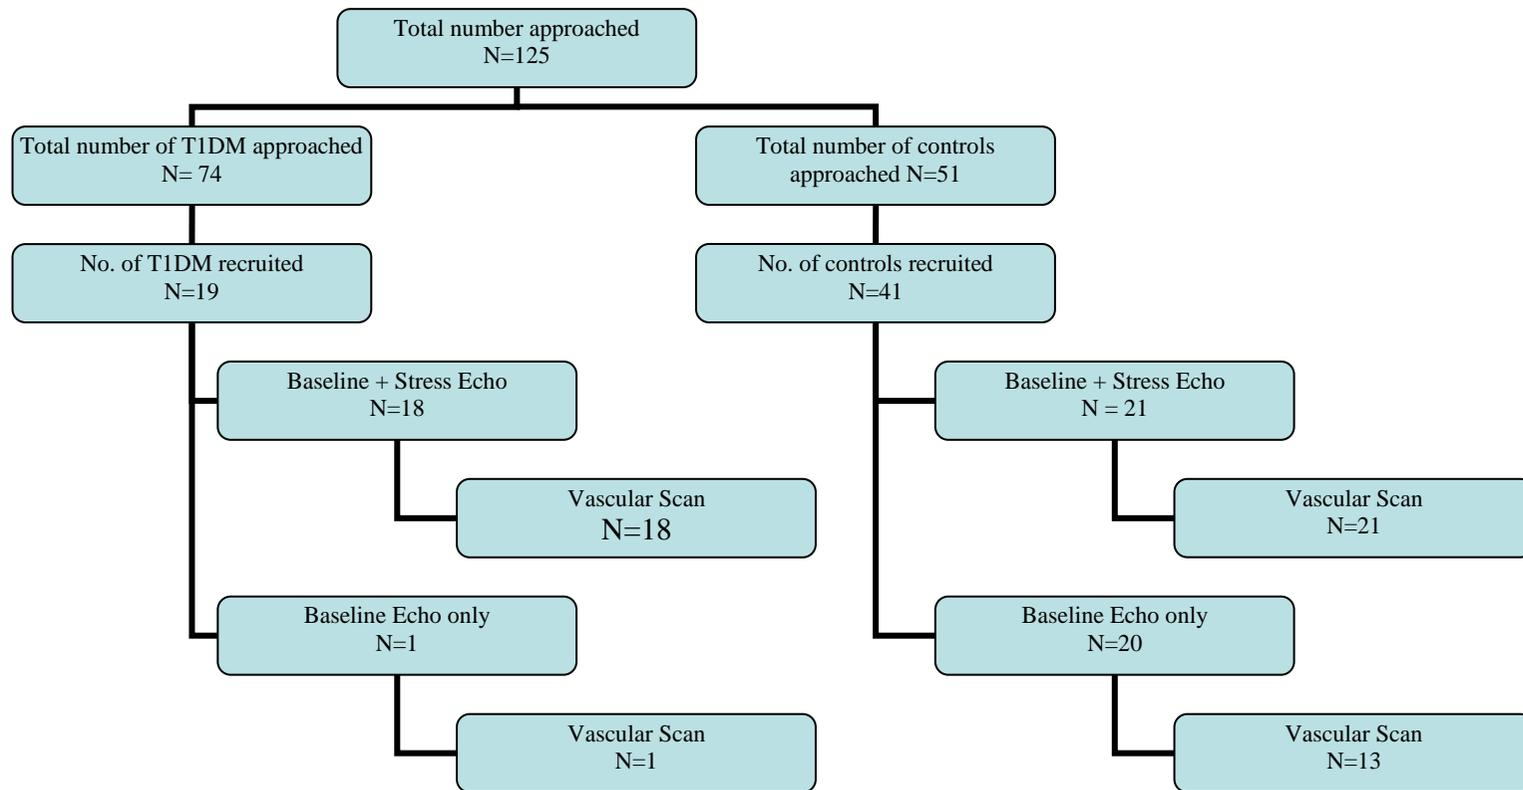 Total number approached
N=125
Total number of T1DM approached
N= 74
Total number of controls
approached N=51
No. of T1DM recruited
N=19
No. of controls recruited
N=41
Baseline + Stress Echo
N=18
Baseline + Stress Echo
N = 21
Vascular Scan
N=18
Vascular Scan
N=21
Baseline Echo only
N=1
Baseline Echo only
N=20
Vascular Scan
N=1
Vascular Scan
N=13